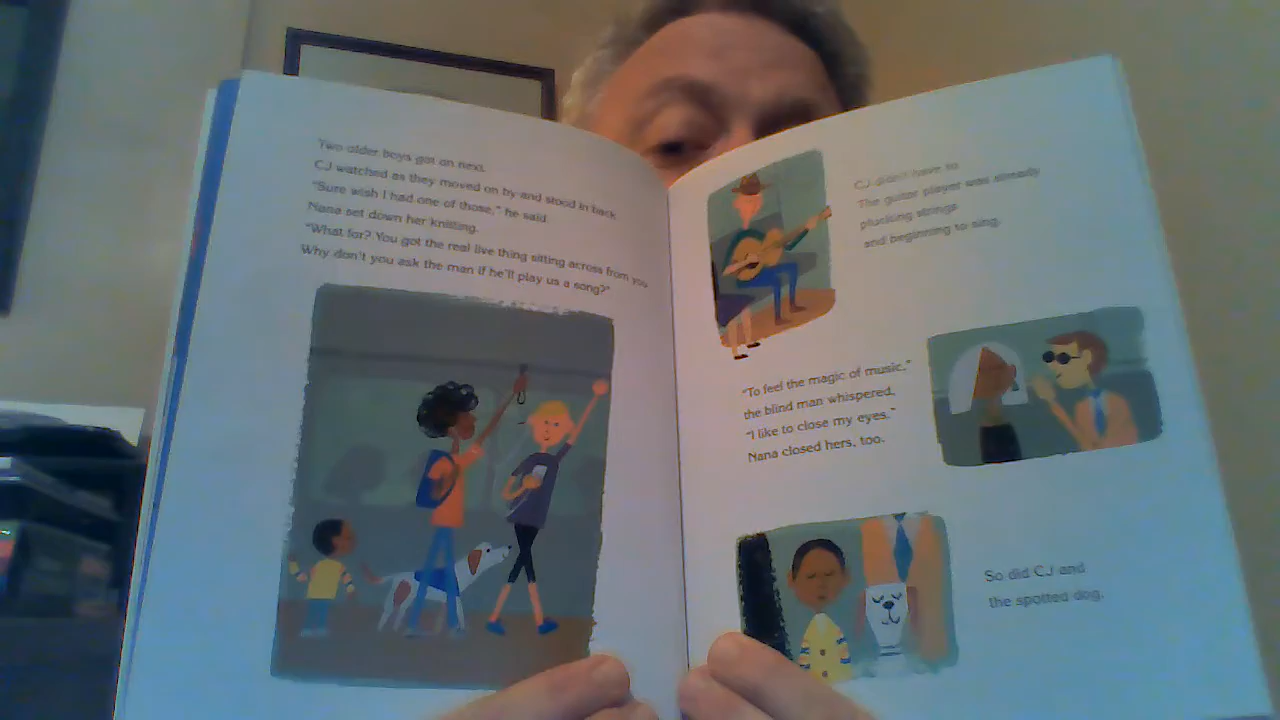 Two older boys got on next.
CJ watched as they moved on by and stood in back.
"Sure wish I had one of those," he said.
Nana set down her knitting.
"What for? You got the real live thing sitting across from you.
Why don't you ask the man if he'll play us a song?"
CJ didn't have to.
The guitar player was already
plucking strings
and beginning to sing.
"To feel the magic of music,"
the blind man whispered,
"I like to close my eyes."
Nana closed hers, too.
So did CJ and
the spotted dog.